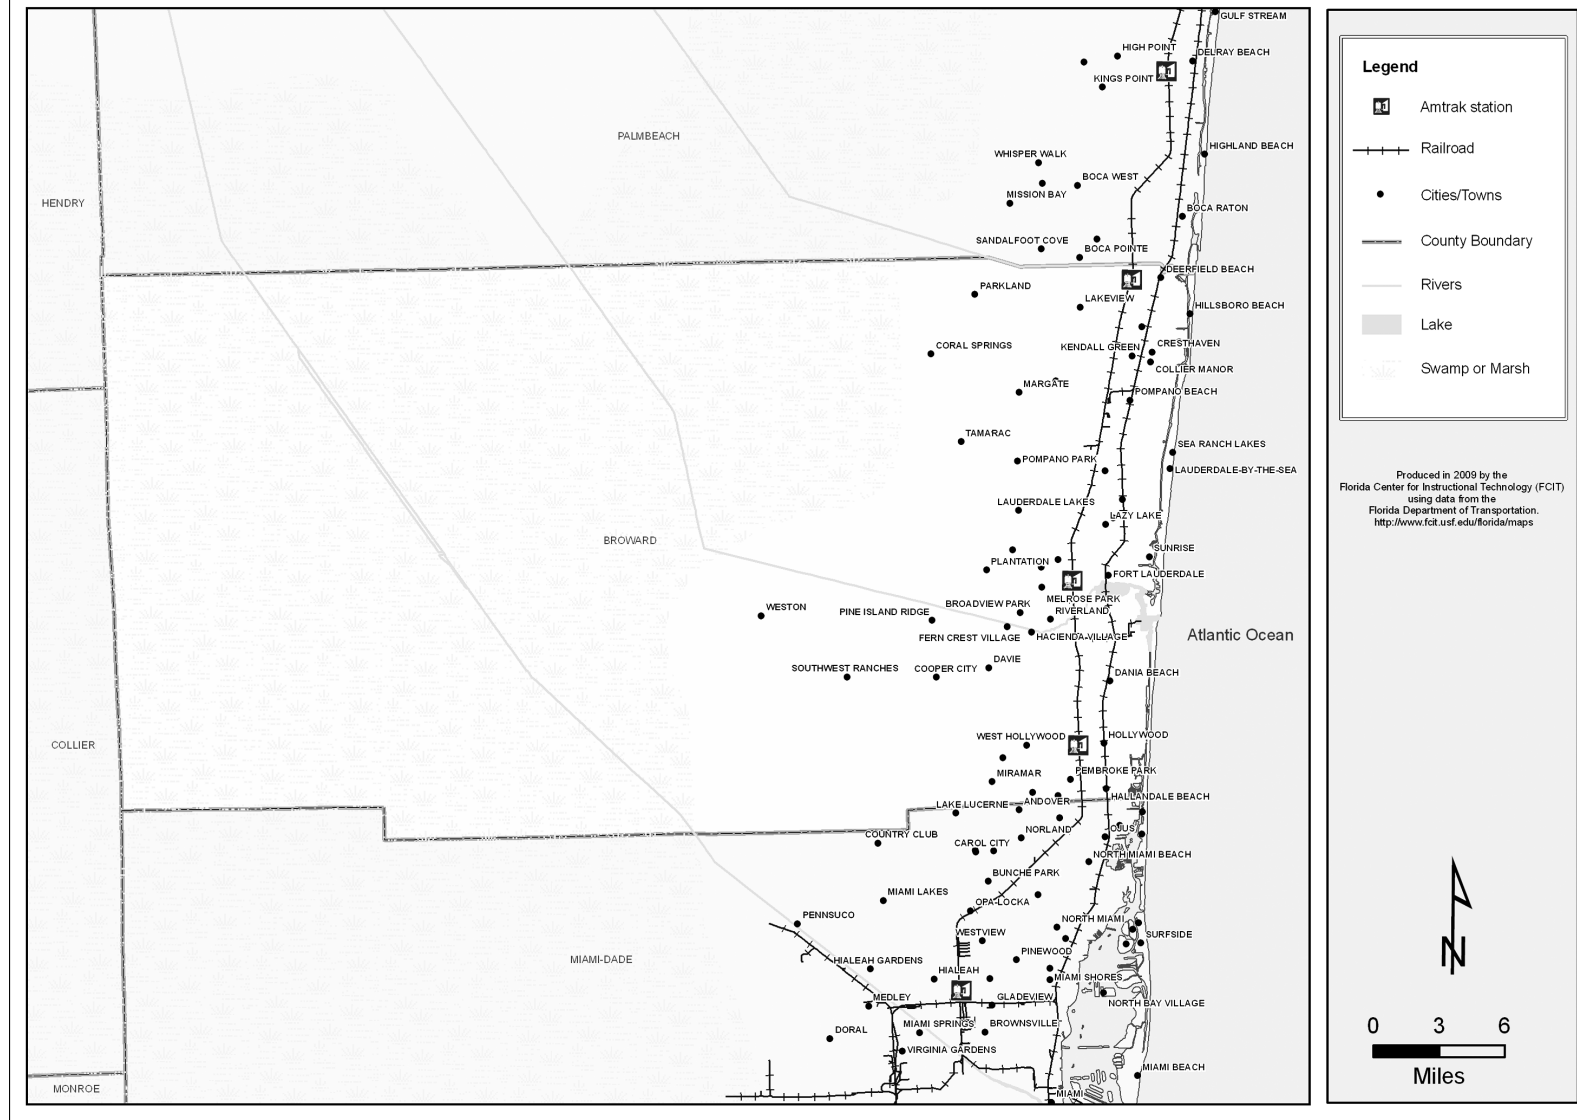 GULF STREAM
HIGH POINT
DELRAY BEACH
KINGS POINT
PALMBEACH
HIGHLAND BEACH
WHISPER WALK
BOCA WEST
MISSION BAY
HENDRY
BOCA RATON
SANDALFOOT COVE
BOCA POINTE
DEERFIELD BEACH
PARKLAND
LAKEVIEW
HILLSBORO BEACH
CORAL SPRINGS
KENDALL GREEN
CRESTHAVEN
COLLIER MANOR
MARGATE
POMPANO BEACH
TAMARAC
SEA RANCH LAKES
POMPANO PARK
LAUDERDALE-BY-THE-SEA
LAUDERDALE LAKES
LAZY LAKE
BROWARD
SUNRISE
PLANTATION
FORT LAUDERDALE
MELROSE PARK
BROADVIEW PARK
WESTON
PINE ISLAND RIDGE
RIVERLAND
FERN CREST VILLAGE
HACIENDA VILLAGE
Atlantic Ocean
DAVIE
SOUTHWEST RANCHES
COOPER CITY
DANIA BEACH
WEST HOLLYWOOD
HOLLYWOOD
COLLIER
MIRAMAR
PEMBROKE PARK
HALLANDALE BEACH
LAKE LUCERNE
ANDOVER
COUNTRY CLUB
NORLAND
OJUS
CAROL CITY
NORTH MIAMI BEACH
BUNCHE PARK
MIAMI LAKES
OPA-LOCKA
PENNSUCO
NORTH MIAMI
WESTVIEW
SURFSIDE
PINEWOOD
MIAMI-DADE
HIALEAH GARDENS
HIALEAH
MIAMI SHORES
MEDLEY
GLADEVIEW
NORTH BAY VILLAGE
DORAL
MIAMI SPRINGS
BROWNSVILLE
VIRGINIA GARDENS
MIAMI BEACH
MONROE
MIAMI
Legend
Amtrak station
Railroad
Cities/Towns
County Boundary
Rivers
Lake
Swamp or Marsh
Produced in 2009 by the
Florida Center for Instructional Technology (FCIT)
using data from the
Florida Department of Transportation.
http://www.fcit.usf.edu/florida/maps
N
0 3 6
Miles